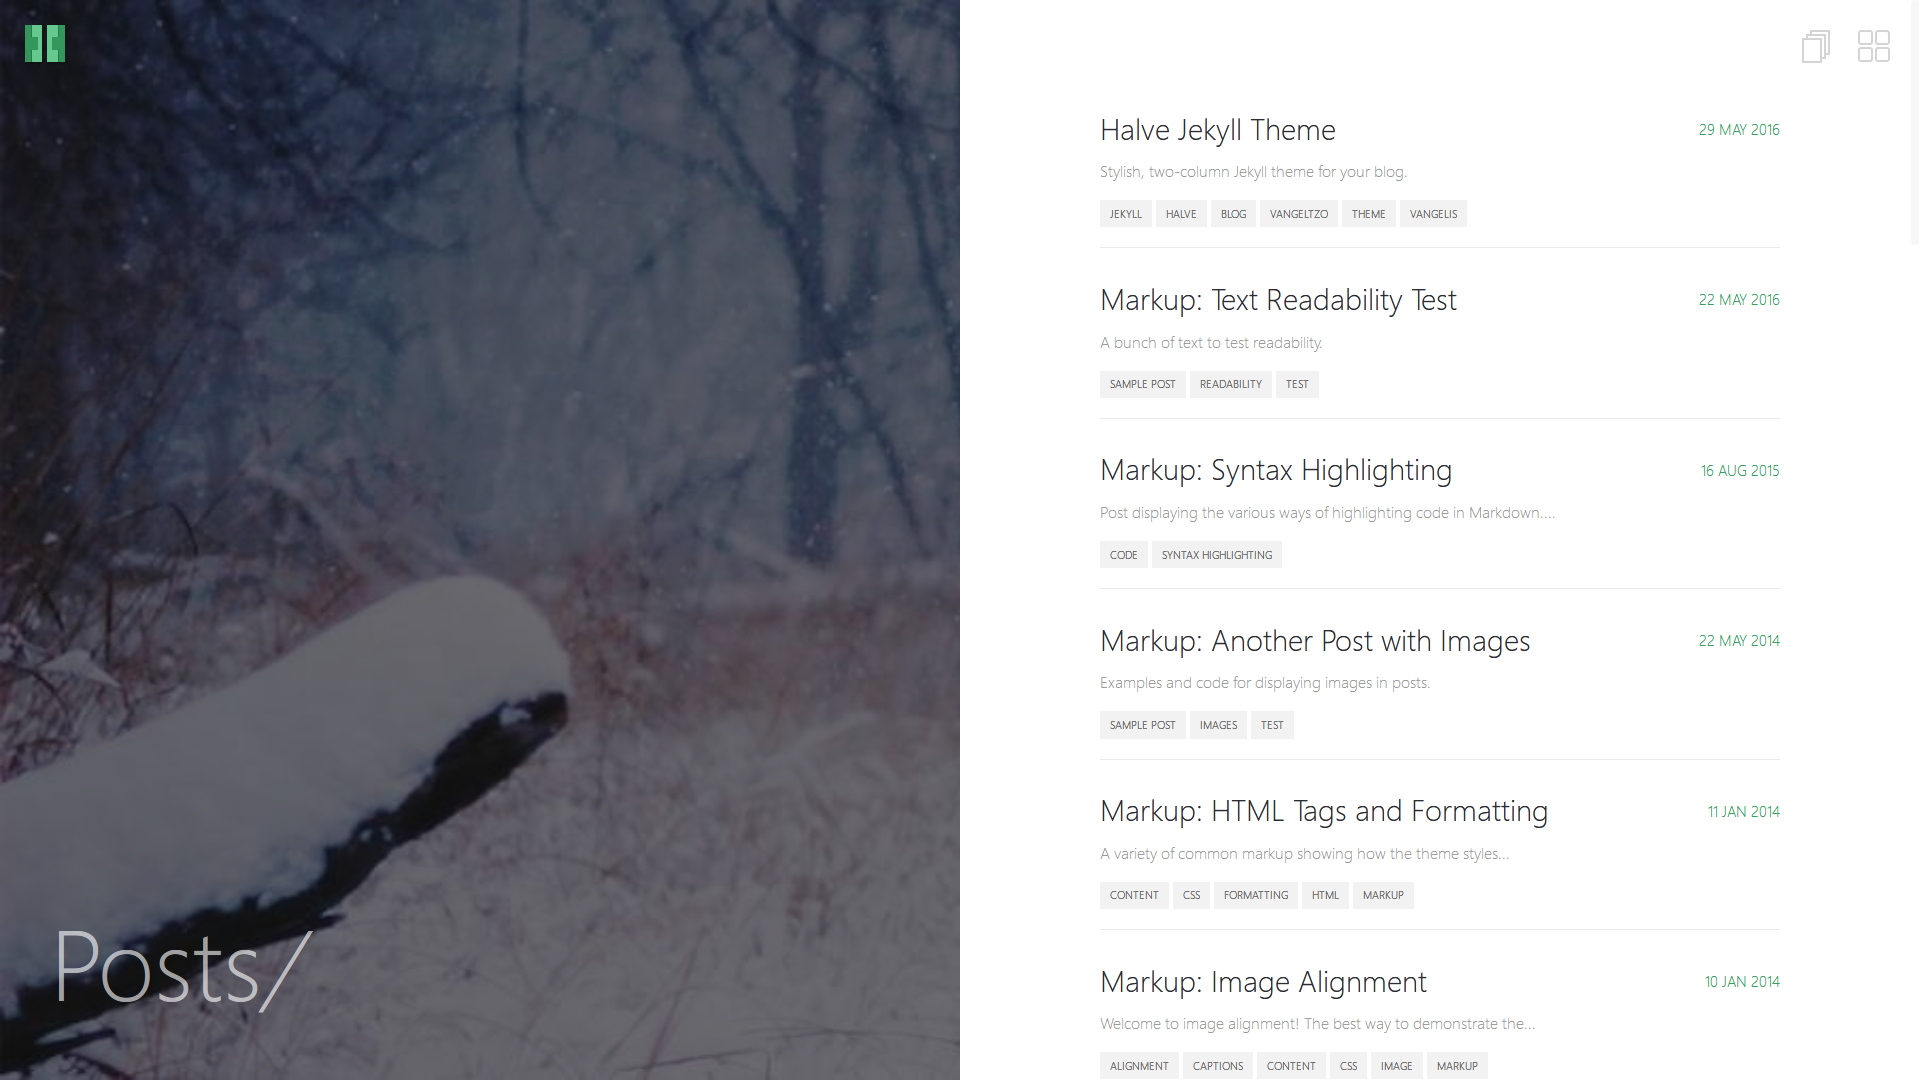 Posts/
Halve Jekyll Theme
29 MAY 2016
Stylish, two-column Jekyll theme for your blog.
JEKYLL HALVE BLOG VANGELTZO THEME VANGELIS
Markup: Text Readability Test
22 MAY 2016
A bunch of text to test readability.
SAMPLE POST READABILITY TEST
Markup: Syntax Highlighting
16 AUG 2015
Post displaying the various ways of highlighting code in Markdown....
CODE SYNTAX HIGHLIGHTING
Markup: Another Post with Images
22 MAY 2014
Examples and code for displaying images in posts.
SAMPLE POST IMAGES TEST
Markup: HTML Tags and Formatting
11 JAN 2014
A variety of common markup showing how the theme styles...
CONTENT CSS FORMATTING HTML MARKUP
Markup: Image Alignment
10 JAN 2014
Welcome to image alignment! The best way to demonstrate the...
ALIGNMENT CAPTIONS CONTENT CSS IMAGE MARKUP